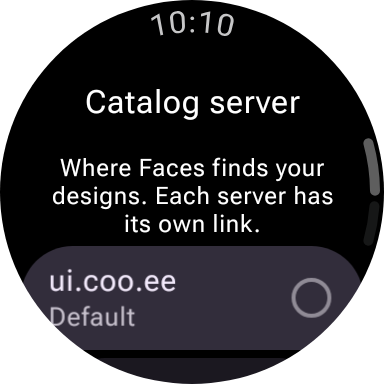 10:10
Catalog server
Where Faces finds your
designs. Each server has
its own link.
ui.coo.ee
Default